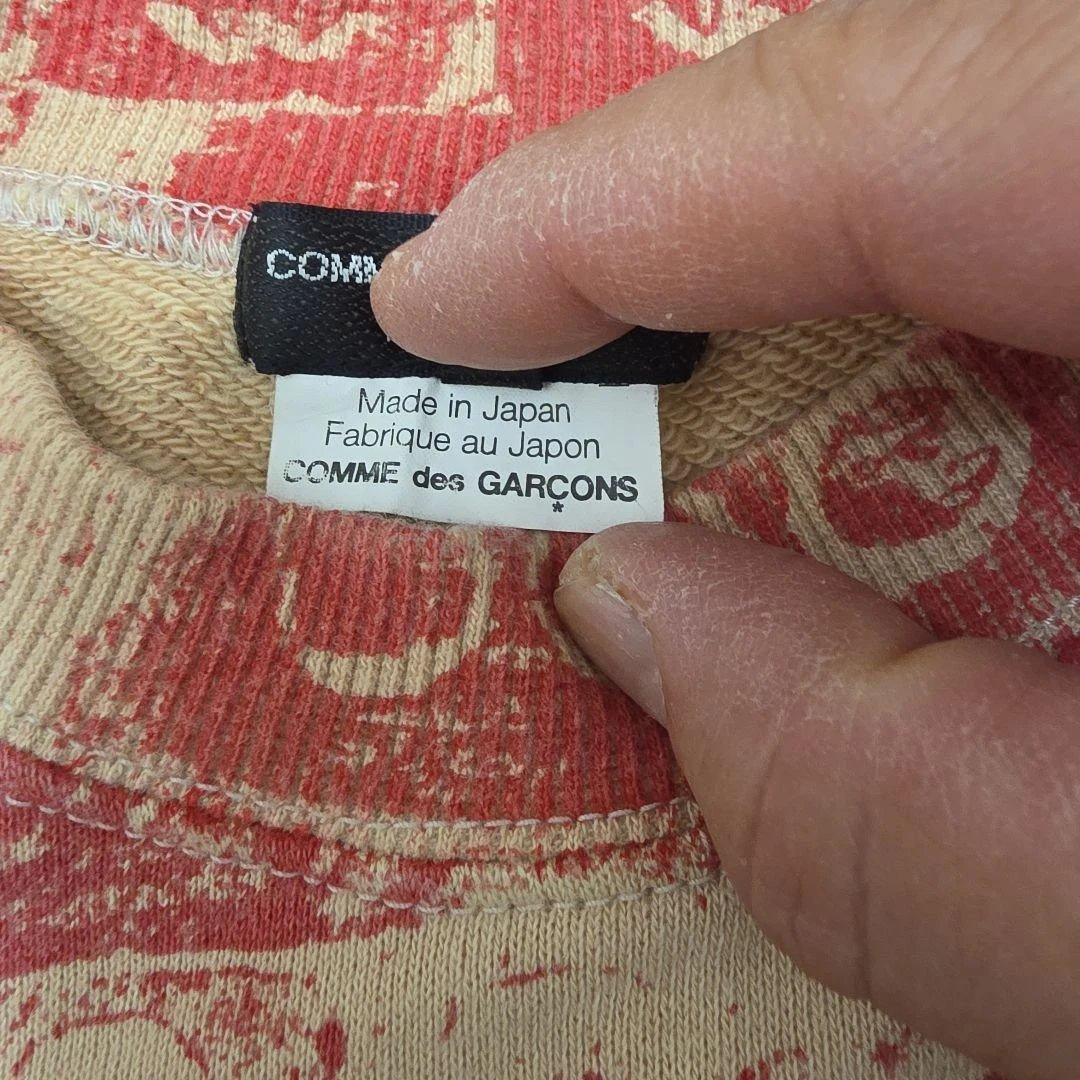 COMM
Made in Japan
Fabrique au Japon
COMME des GARÇONS
*